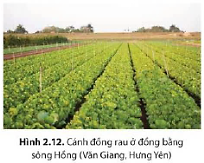 Hình 2.12. Cánh đồng rau ở đồng bằng
sông Hồng (Văn Giang, Hưng Yên)